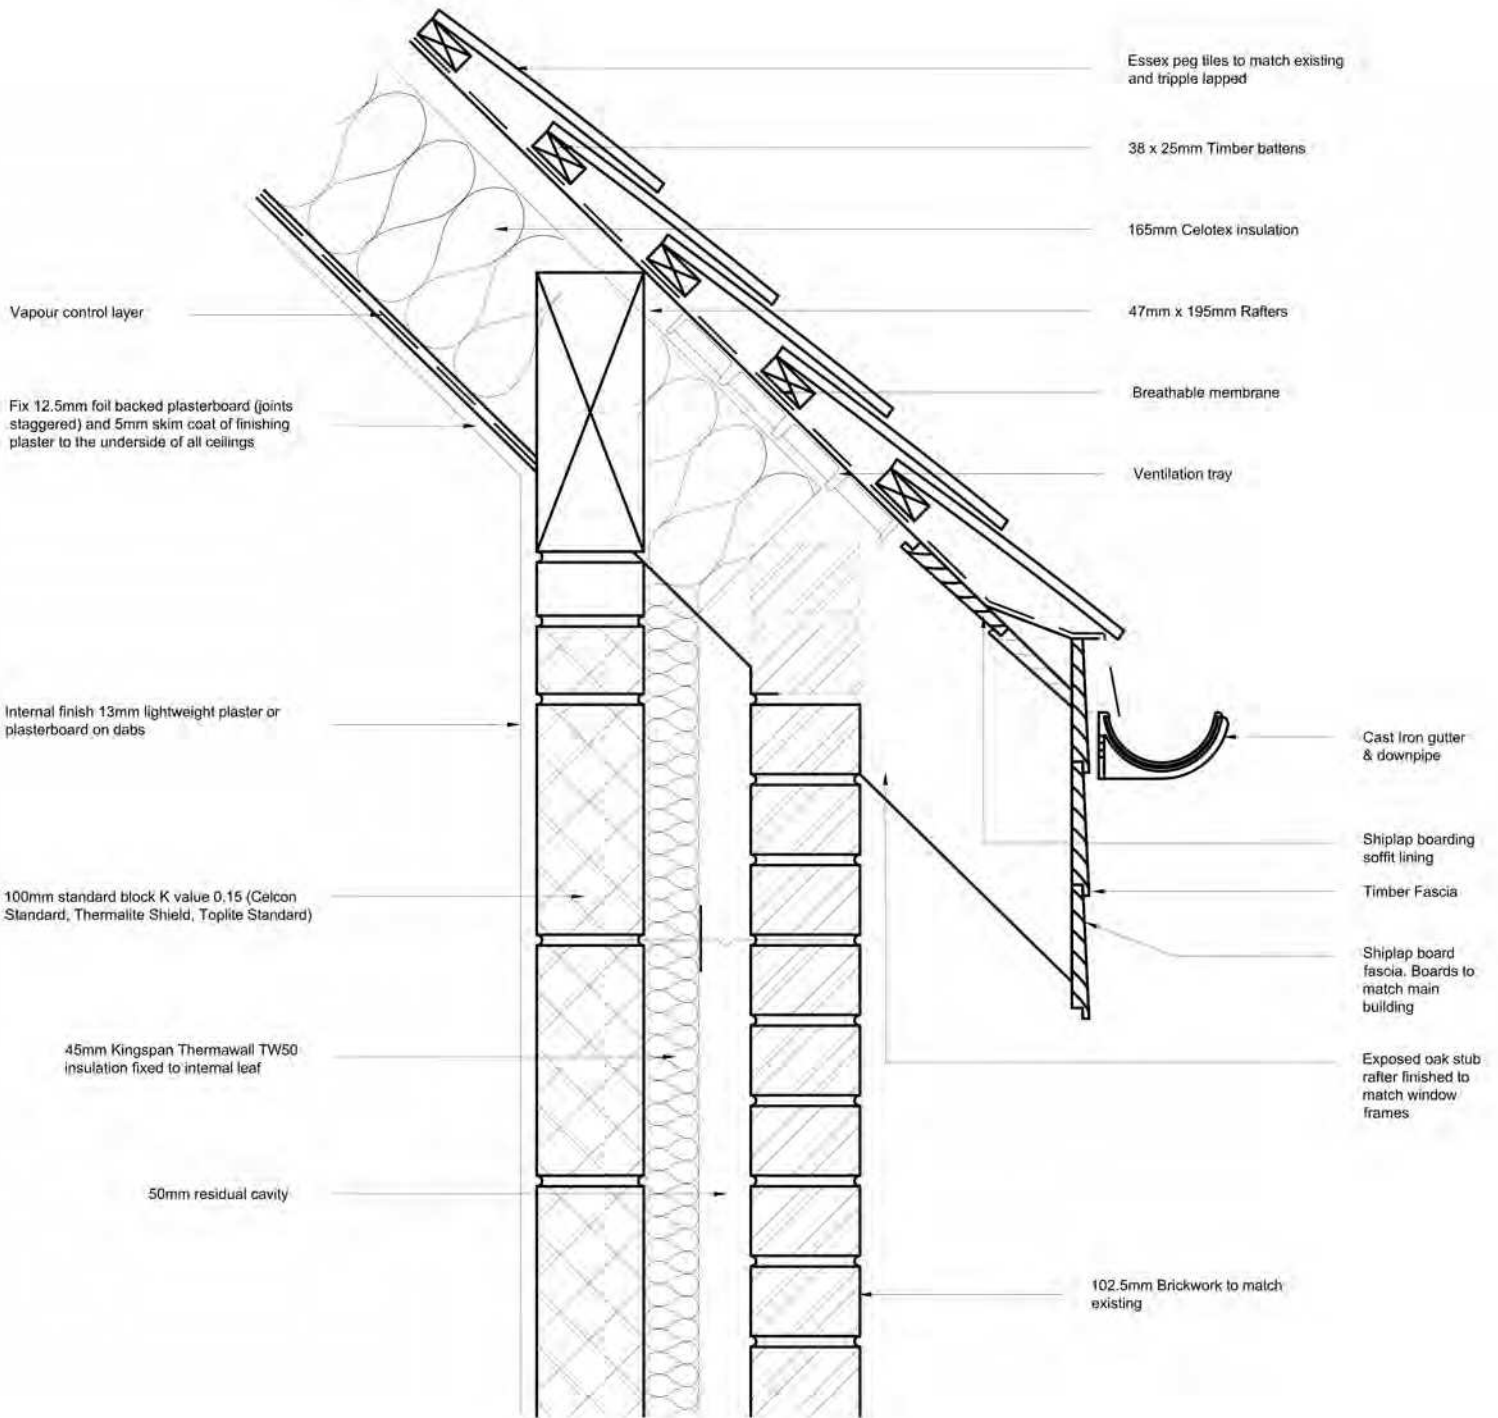 Essex peg tiles to match existing
and tripple lapped
38 x 25mm Timber battens
165mm Celotex insulation
47mm x 195mm Rafters
Breathable membrane
Ventilation tray
Vapour control layer
Fix 12.5mm foil backed plasterboard (joints
staggered) and 5mm skim coat of finishing
plaster to the underside of all ceilings
Internal finish 13mm lightweight plaster or
plasterboard on dabs
100mm standard block K value 0.15 (Celcon
Standard, Thermalite Shield, Toplite Standard)
45mm Kingspan Thermawall TW50
insulation fixed to internal leaf
50mm residual cavity
Cast Iron gutter
& downpipe
Shiplap boarding
soffit lining
Timber Fascia
Shiplap board
fascia. Boards to
match main
building
Exposed oak stub
rafter finished to
match window
frames
102.5mm Brickwork to match
existing